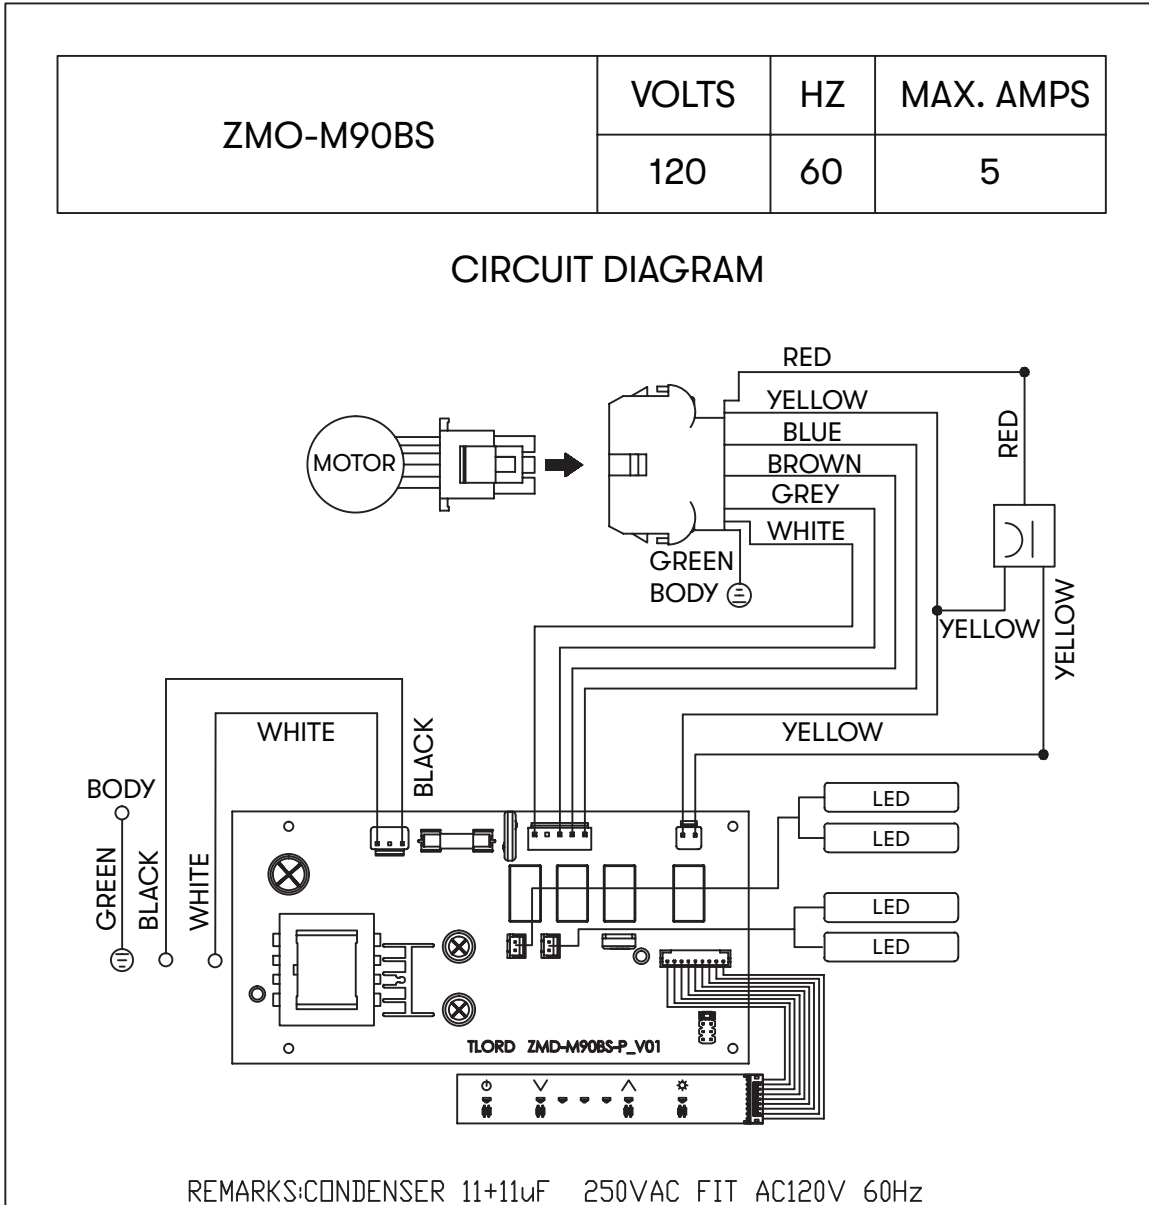 ZMO-M90BS
VOLTS HZ MAX. AMPS
120 60 5
CIRCUIT DIAGRAM
RED
YELLOW
BLUE
BROWN
GREY
WHITE
GREEN
BODY
MOTOR
RED
YELLOW
YELLOW
YELLOW
WHITE
BLACK
BODY
GREEN
BLACK
WHITE
LED
LED
LED
LED
TLORD ZMD-M90BS-P_V01
REMARKS:CONDENSER 11+11uF 250VAC FIT AC120V 60Hz